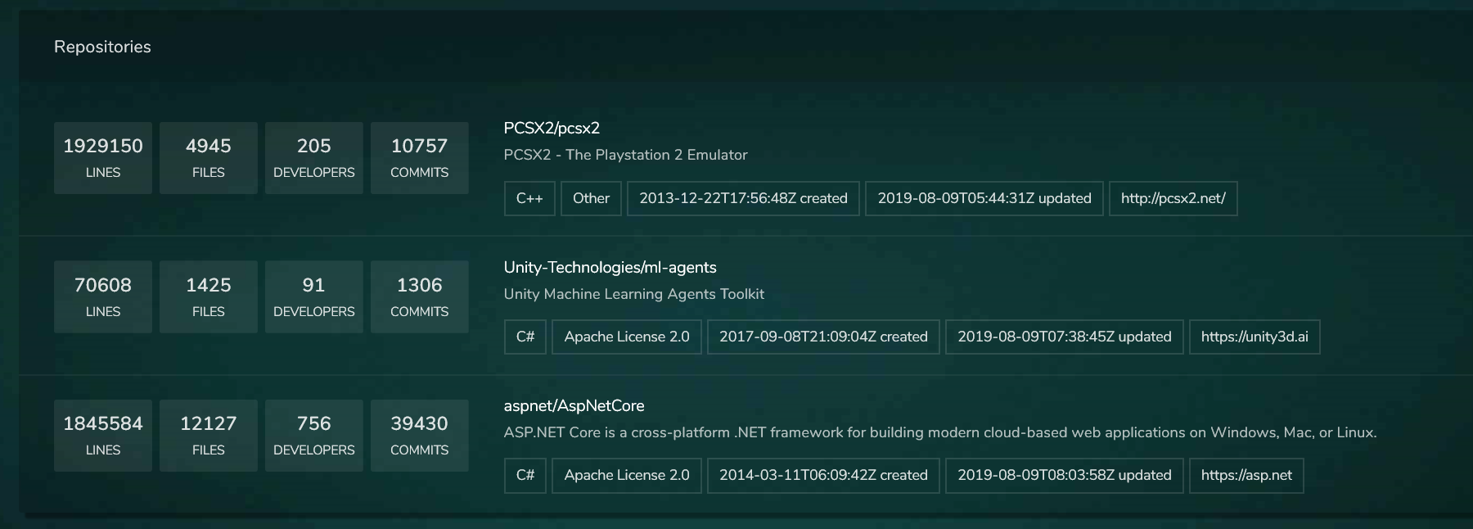 Repositories
1929150 4945 205 10757
LINES FILES DEVELOPERS COMMITS
PCSX2/pcsx2
PCSX2 - The Playstation 2 Emulator
C++ Other 2013-12-22T17:56:48Z created 2019-08-09T05:44:31Z updated http://pcsx2.net/
70608 1425 91 1306
LINES FILES DEVELOPERS COMMITS
Unity-Technologies/ml-agents
Unity Machine Learning Agents Toolkit
C# Apache License 2.0 2017-09-08T21:09:04Z created 2019-08-09T07:38:45Z updated https://unity3d.ai
1845584 12127 756 39430
LINES FILES DEVELOPERS COMMITS
aspnet/AspNetCore
ASP.NET Core is a cross-platform .NET framework for building modern cloud-based web applications on Windows, Mac, or Linux.
C# Apache License 2.0 2014-03-11T06:09:42Z created 2019-08-09T08:03:58Z updated https://asp.net